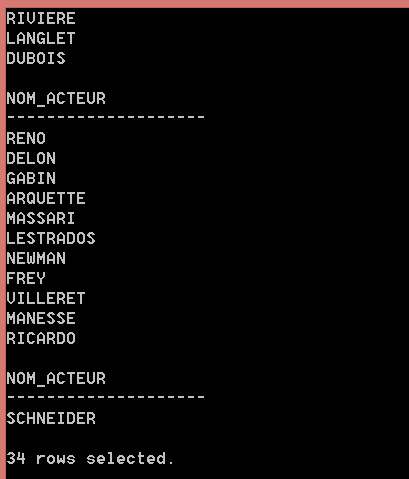 RIVIERE
LANGLET
DUBOIS
NOM_ACTEUR
--------------------
RENO
DELON
GABIN
ARQUETTE
MASSARI
LESTRADOS
NEWMAN
FREY
VILLERET
MANESSE
RICARDO
NOM_ACTEUR
--------------------
SCHNEIDER
34 rows selected.